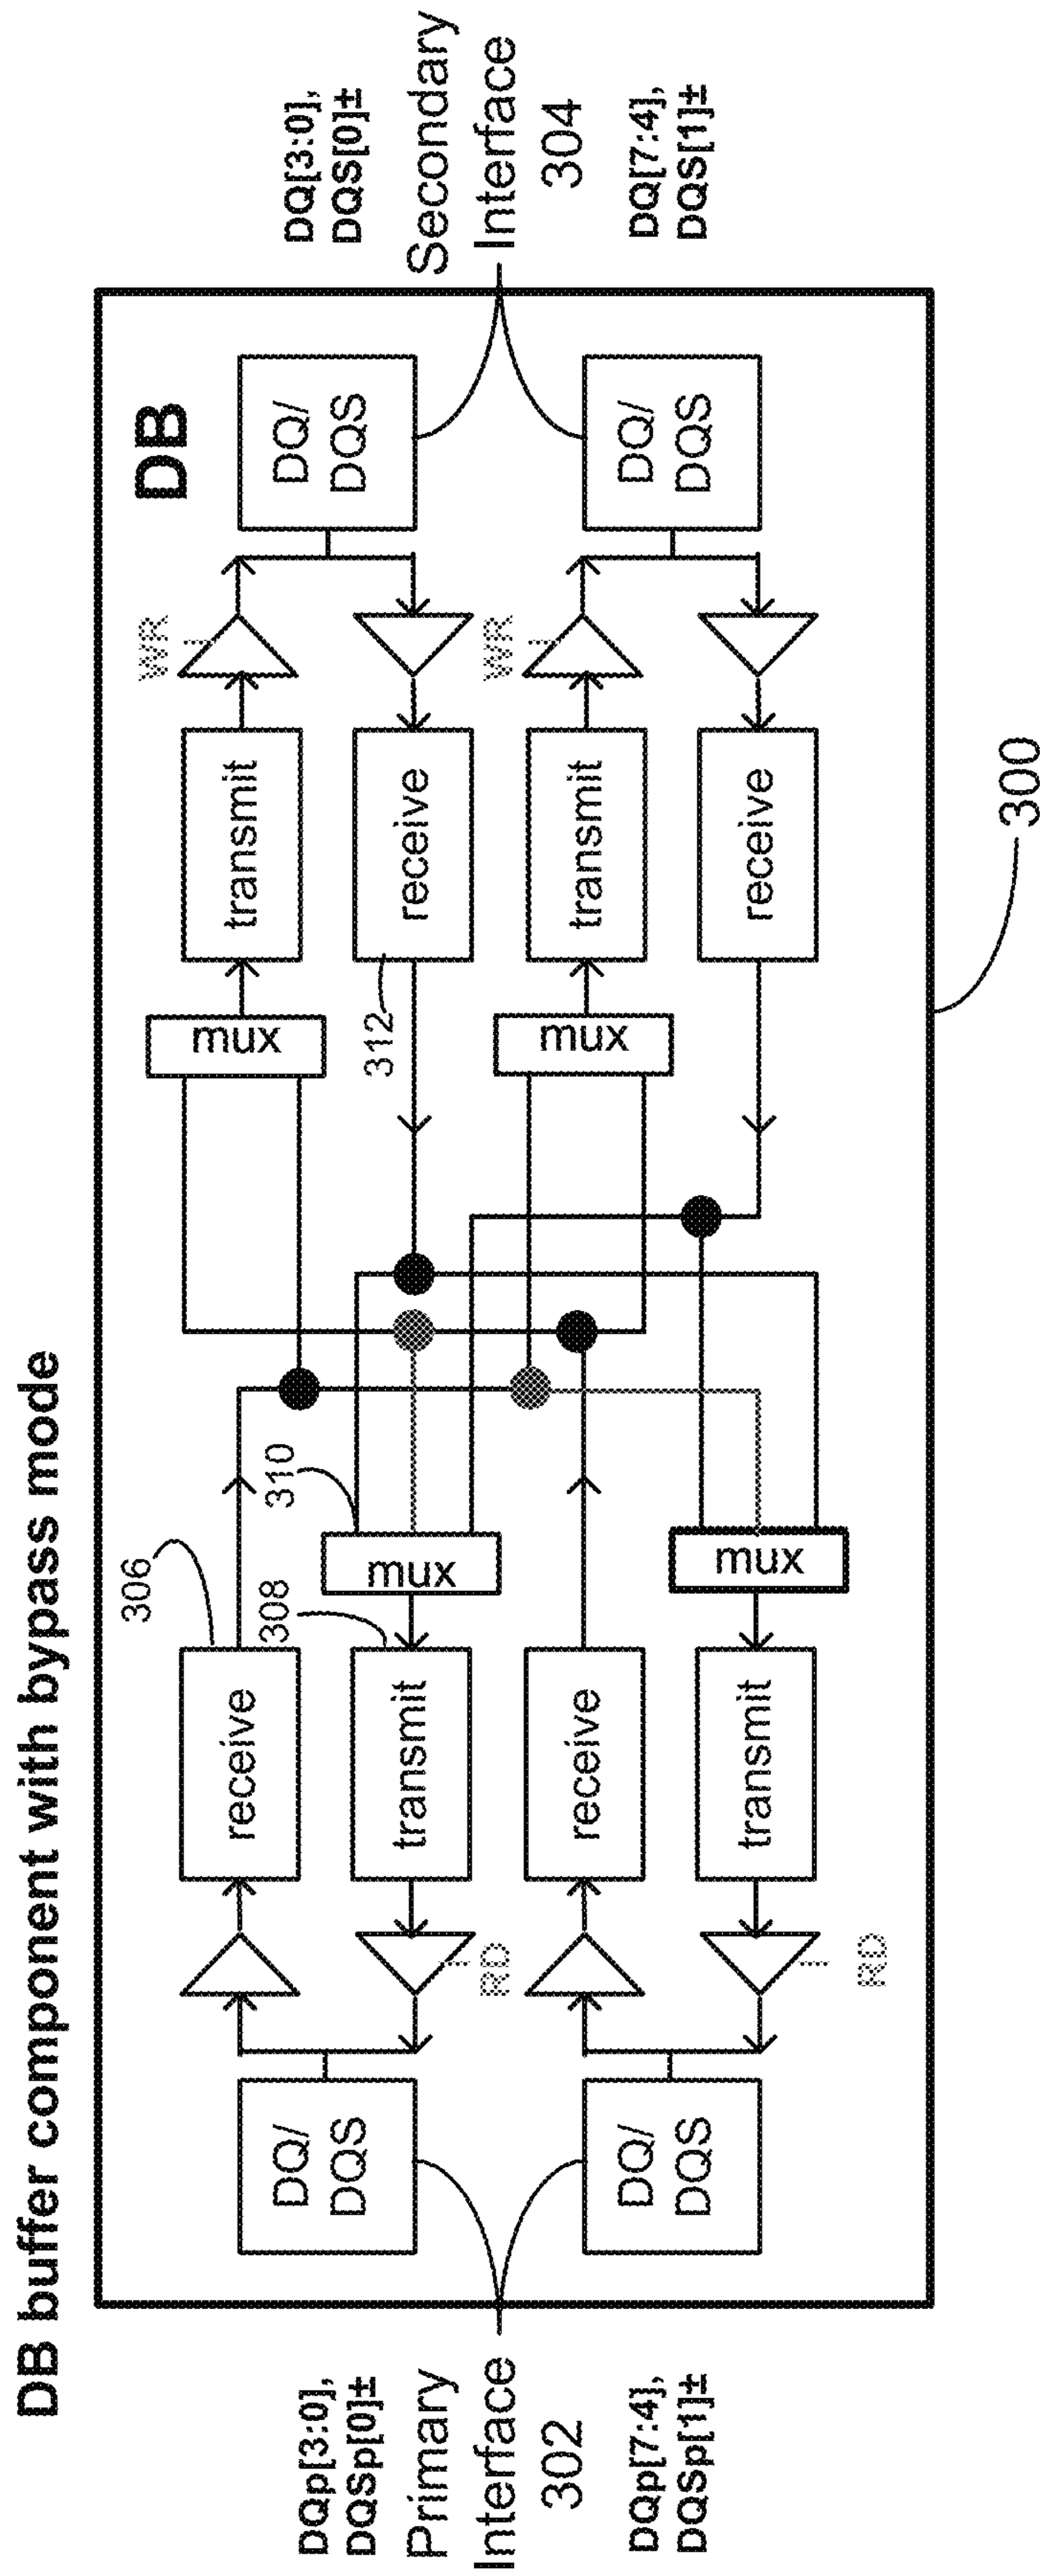 DB buffer component with bypass mode
DB
DQp[3:0],
DQSp[0]±
Primary
Interface
302
DQp[7:4],
DQSp[1]±
DQ/
DQS
DQ/
DQS
RD
RD
receive
306
transmit
308
receive
transmit
mux
310
mux
mux
312
mux
transmit
receive
transmit
receive
WR
WR
DQ/
DQS
DQ/
DQS
DQ[3:0],
DQS[0]±
Secondary
Interface
304
DQ[7:4],
DQS[1]±
300